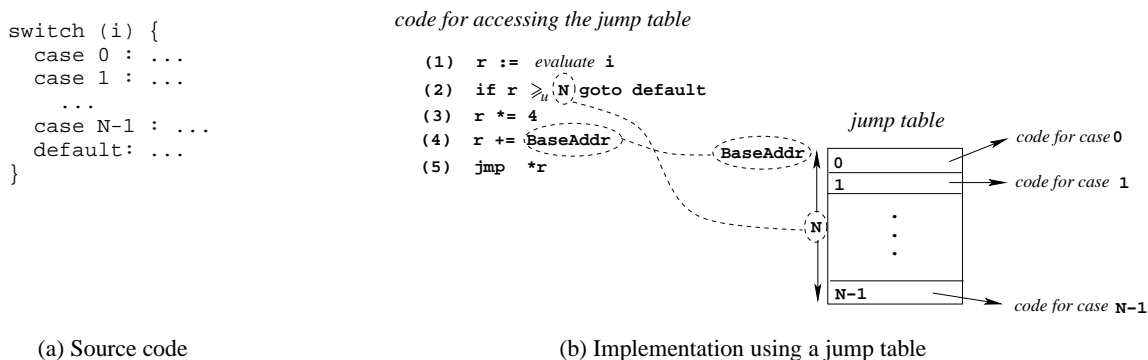 switch (i) {
case 0 : ...
case 1 : ...
...
case N-1 : ...
default: ...
}
(a) Source code
code for accessing the jump table
(1) r := evaluate i
(2) if r ⩾u N goto default
(3) r *= 4
(4) r += BaseAddr
(5) jmp *r
jump table
BaseAddr
0
code for case 0
1
code for case 1
N
N-1
code for case N-1
(b) Implementation using a jump table